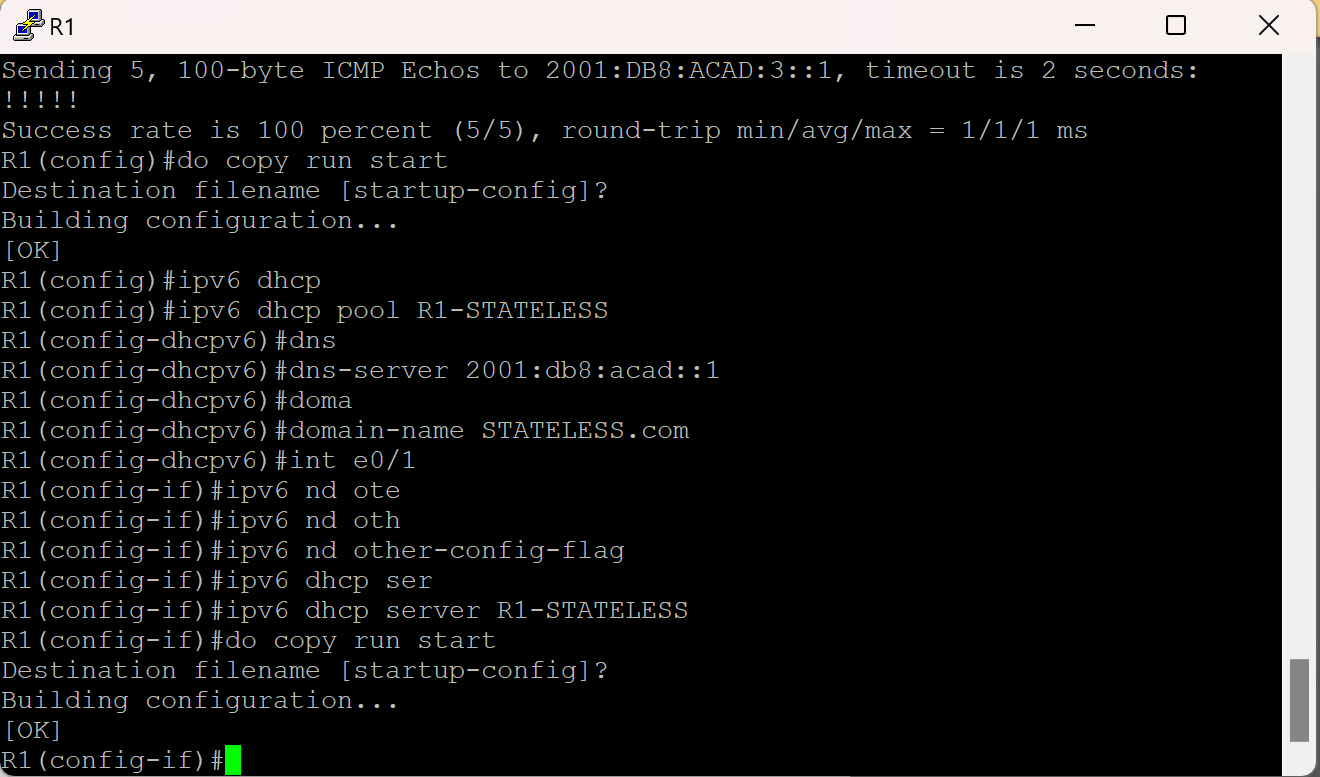 R1
Sending 5, 100-byte ICMP Echos to 2001:DB8:ACAD:3::1, timeout is 2 seconds:
!!!!!
Success rate is 100 percent (5/5), round-trip min/avg/max = 1/1/1 ms
R1(config)#do copy run start
Destination filename [startup-config]?
Building configuration...
[OK]
R1(config)#ipv6 dhcp
R1(config)#ipv6 dhcp pool R1-STATELESS
R1(config-dhcpv6)#dns
R1(config-dhcpv6)#dns-server 2001:db8:acad::1
R1(config-dhcpv6)#doma
R1(config-dhcpv6)#domain-name STATELESS.com
R1(config-dhcpv6)#int e0/1
R1(config-if)#ipv6 nd ote
R1(config-if)#ipv6 nd oth
R1(config-if)#ipv6 nd other-config-flag
R1(config-if)#ipv6 dhcp ser
R1(config-if)#ipv6 dhcp server R1-STATELESS
R1(config-if)#do copy run start
Destination filename [startup-config]?
Building configuration...
[OK]
R1(config-if)#